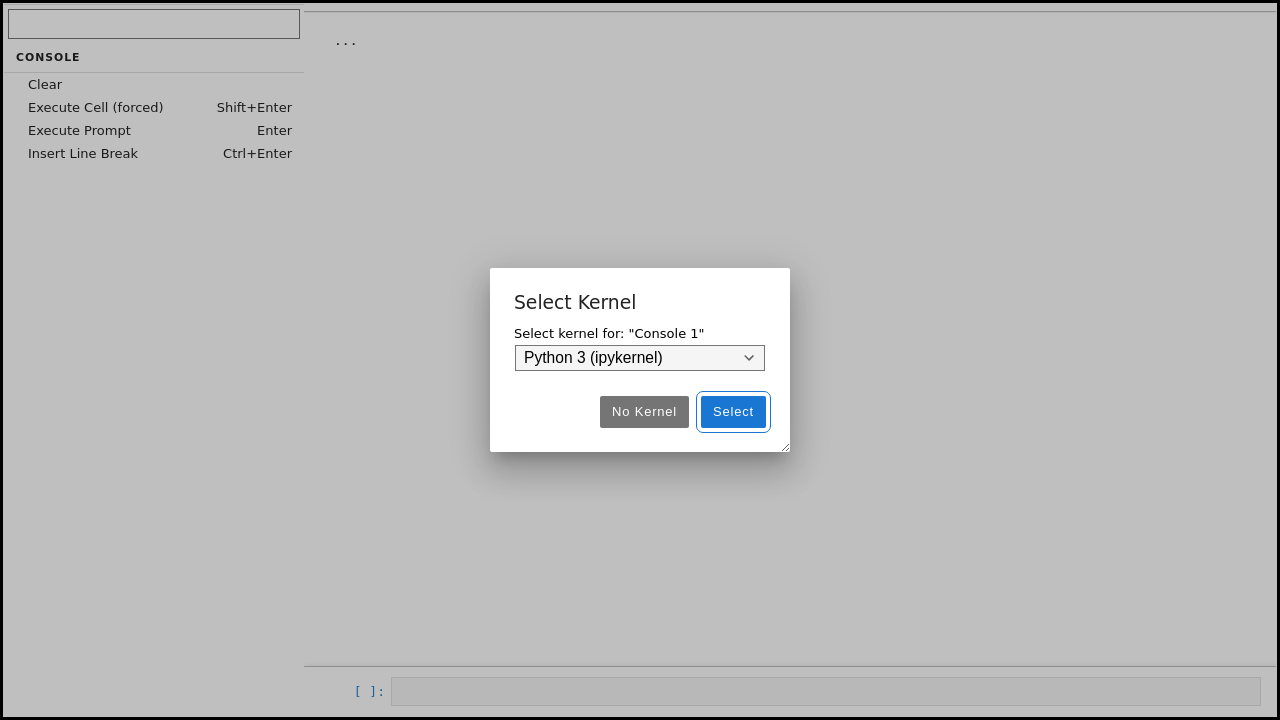 CONSOLE
Clear
Execute Cell (forced) Shift+Enter
Execute Prompt Enter
Insert Line Break Ctrl+Enter
...
Select Kernel
Select kernel for: "Console 1"
Python 3 (ipykernel)
No Kernel Select
[ ]: